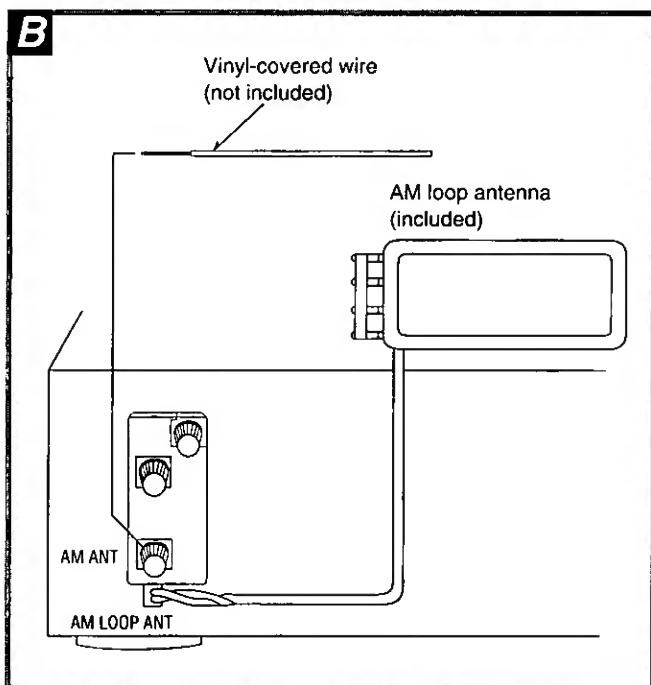 B
Vinyl-covered wire
(not included)
AM loop antenna
(included)
AM ANT
AM LOOP ANT